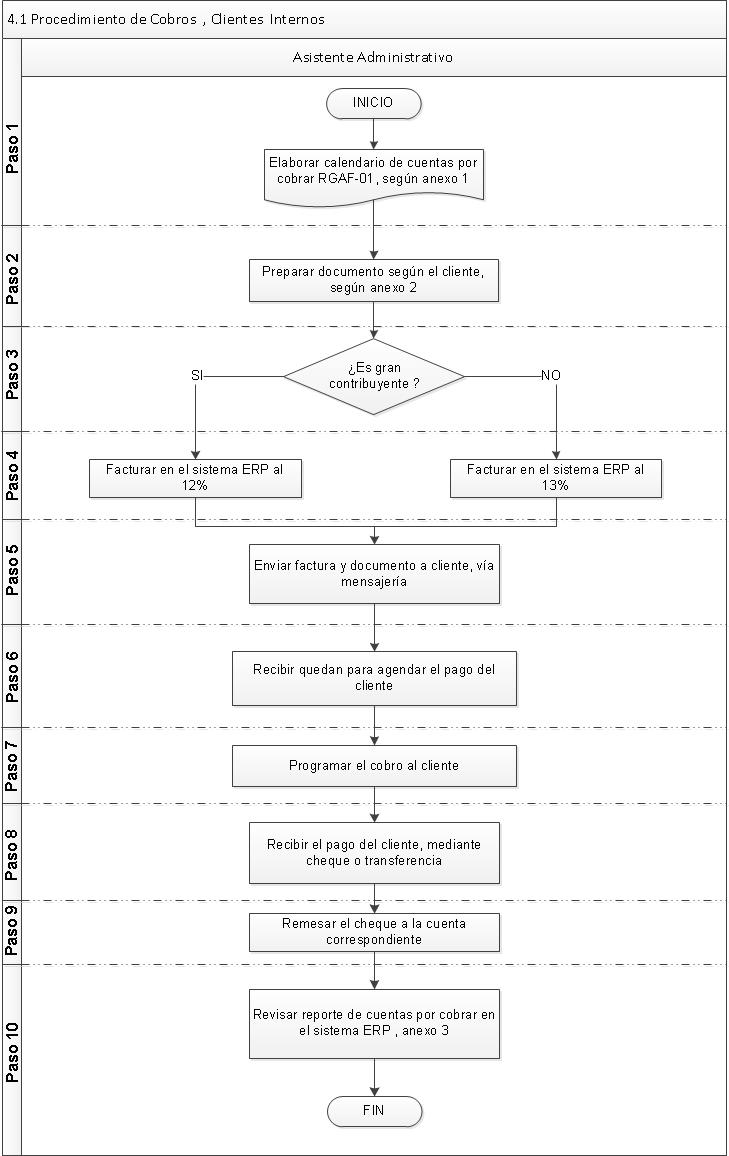 4.1 Procedimiento de Cobros , Clientes Internos
Asistente Administrativo
Paso 1
INICIO
Elaborar calendario de cuentas por
cobrar RGAF-01, según anexo 1
Paso 2
Preparar documento según el cliente,
según anexo 2
Paso 3
¿Es gran
contribuyente ?
SI
NO
Paso 4
Facturar en el sistema ERP al
12%
Facturar en el sistema ERP al
13%
Paso 5
Enviar factura y documento a cliente, vía
mensajería
Paso 6
Recibir quedan para agendar el pago del
cliente
Paso 7
Programar el cobro al cliente
Paso 8
Recibir el pago del cliente, mediante
cheque o transferencia
Paso 9
Remesar el cheque a la cuenta
correspondiente
Paso 10
Revisar reporte de cuentas por cobrar en
el sistema ERP , anexo 3
FIN